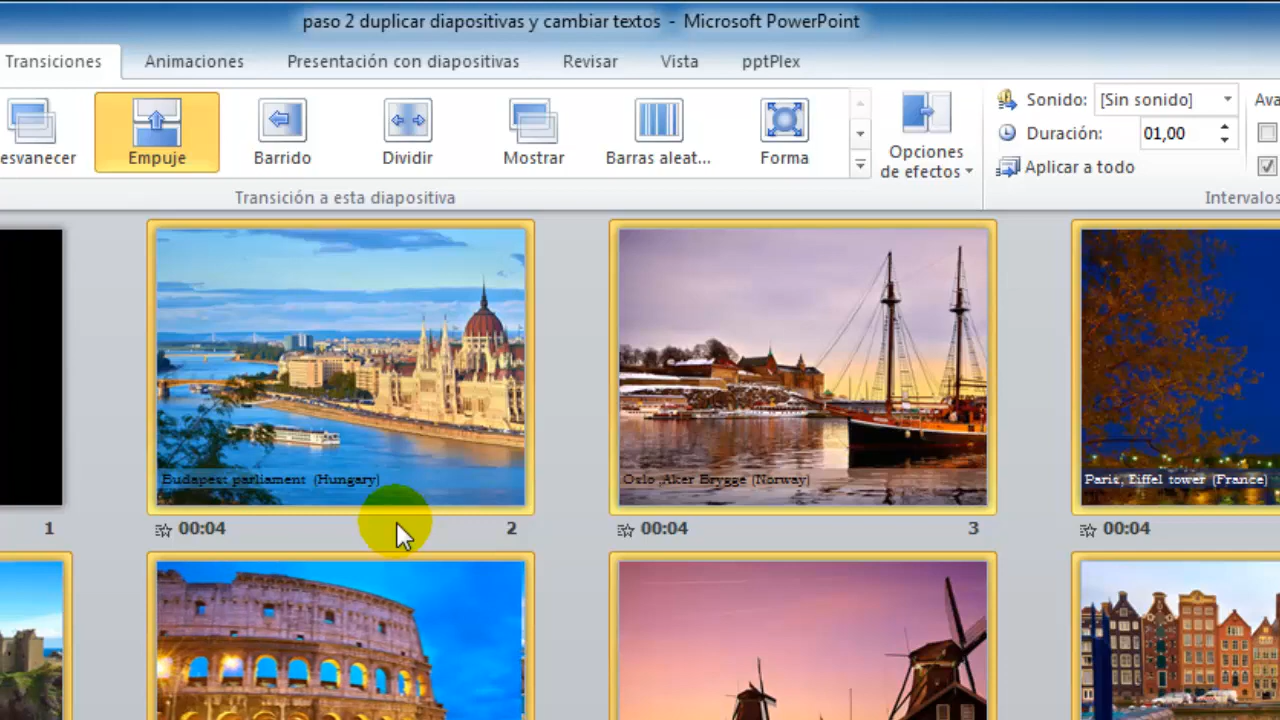 paso 2 duplicar diapositivas y cambiar textos - Microsoft PowerPoint
Transiciones Animaciones Presentación con diapositivas Revisar Vista pptPlex
esvanecer Empuje Barrido Dividir Mostrar Barras aleat... Forma
Opciones de efectos
Sonido: [Sin sonido] Ava
Duración: 01,00
Aplicar a todo
Transición a esta diapositiva Intervalos
Budapest parliament (Hungary)
Oslo ,Aker Brygge (Norway)
Paris, Eiffel tower (France)
1 00:04 2 00:04 3 00:04